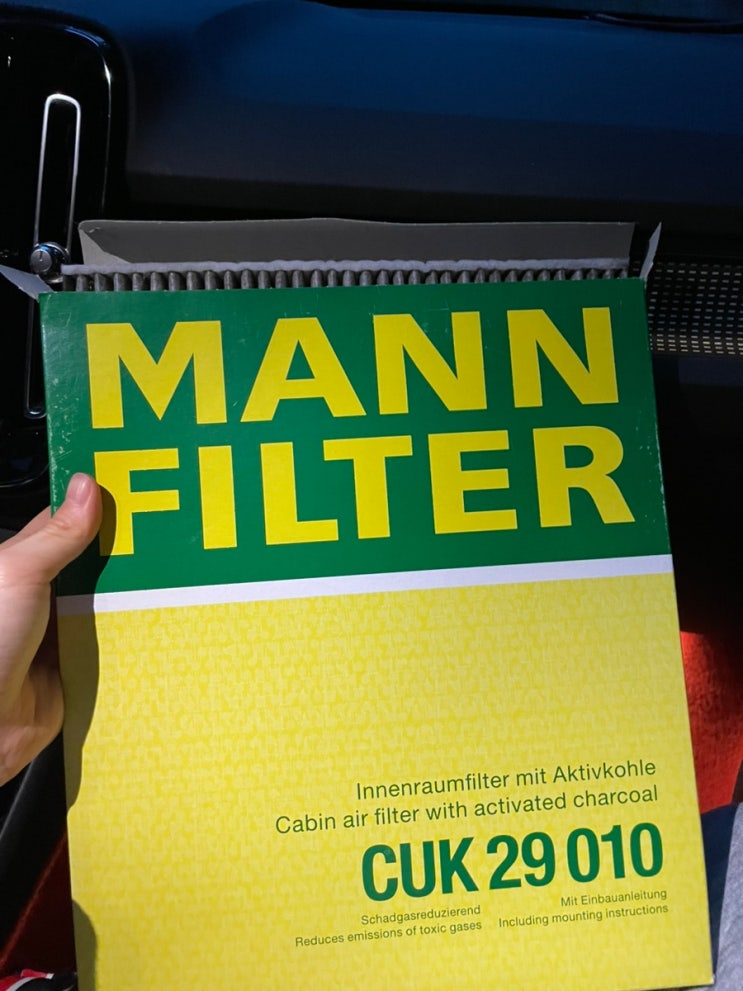 MANN
FILTER
Innenraumfilter mit Aktivkohle
Cabin air filter with activated charcoal
CUK 29 010
Schadgasreduzierend
Reduces emissions of toxic gases
Mit Einbauanleitung
Including mounting instructions